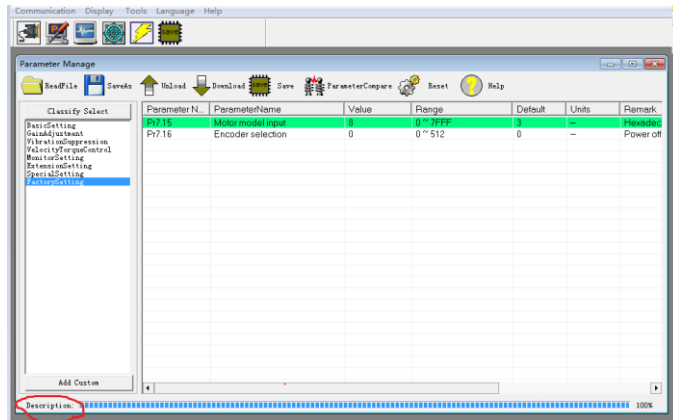 Communication Display Tools Language Help
save
Parameter Manage
ReadFile SaveAs Unload Download save Save ParameterCompare Reset ? Help
Classify Select
BasicSetting
GainAdjustment
VibrationSuppression
VelocityTorqueControl
MonitorSetting
ExtensionSetting
SpecialSetting
FactorySetting
Parameter N... ParameterName Value Range Default Units Remark
Pr7.15 Motor model input 8 0 ~ 7FFF 3 – Hexadec
Pr7.16 Encoder selection 0 0 ~ 512 0 – Power off
Add Custom
Description: 100%